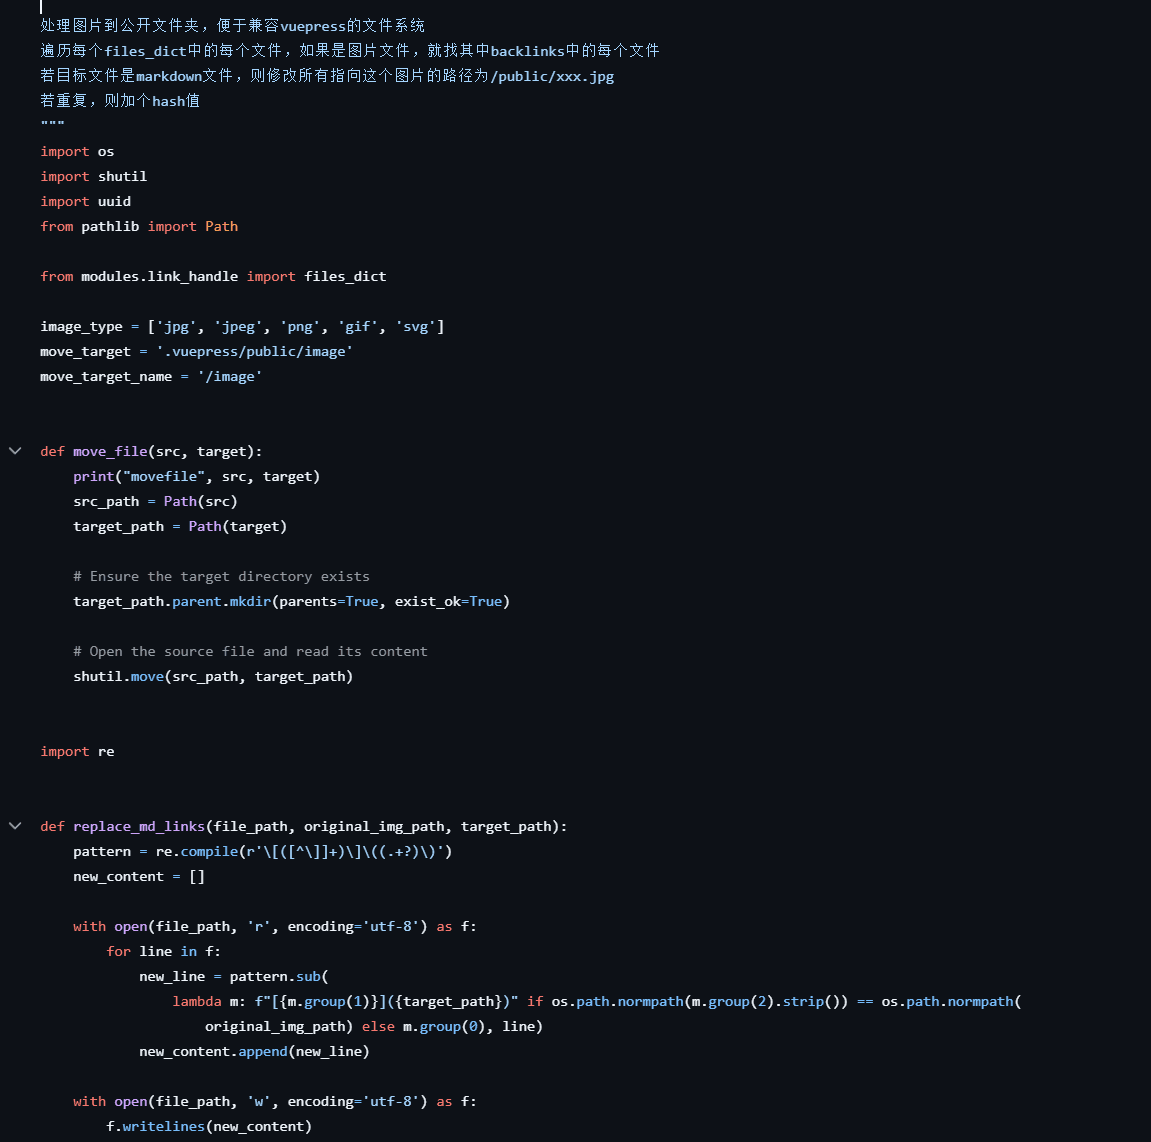 处理图片到公开文件夹，便于兼容vuepress的文件系统
遍历每个files_dict中的每个文件，如果是图片文件，就找其中backlinks中的每个文件
若目标文件是markdown文件，则修改所有指向这个图片的路径为/public/xxx.jpg
若重复，则加个hash值
"""
import os
import shutil
import uuid
from pathlib import Path

from modules.link_handle import files_dict

image_type = ['jpg', 'jpeg', 'png', 'gif', 'svg']
move_target = '.vuepress/public/image'
move_target_name = '/image'


def move_file(src, target):
    print("movefile", src, target)
    src_path = Path(src)
    target_path = Path(target)

    # Ensure the target directory exists
    target_path.parent.mkdir(parents=True, exist_ok=True)

    # Open the source file and read its content
    shutil.move(src_path, target_path)


import re


def replace_md_links(file_path, original_img_path, target_path):
    pattern = re.compile(r'\[([^\]]+)\]\((.+?)\)')
    new_content = []

    with open(file_path, 'r', encoding='utf-8') as f:
        for line in f:
            new_line = pattern.sub(
                lambda m: f"[{m.group(1)}]({target_path})" if os.path.normpath(m.group(2).strip()) == os.path.normpath(
                    original_img_path) else m.group(0), line)
            new_content.append(new_line)

    with open(file_path, 'w', encoding='utf-8') as f:
        f.writelines(new_content)